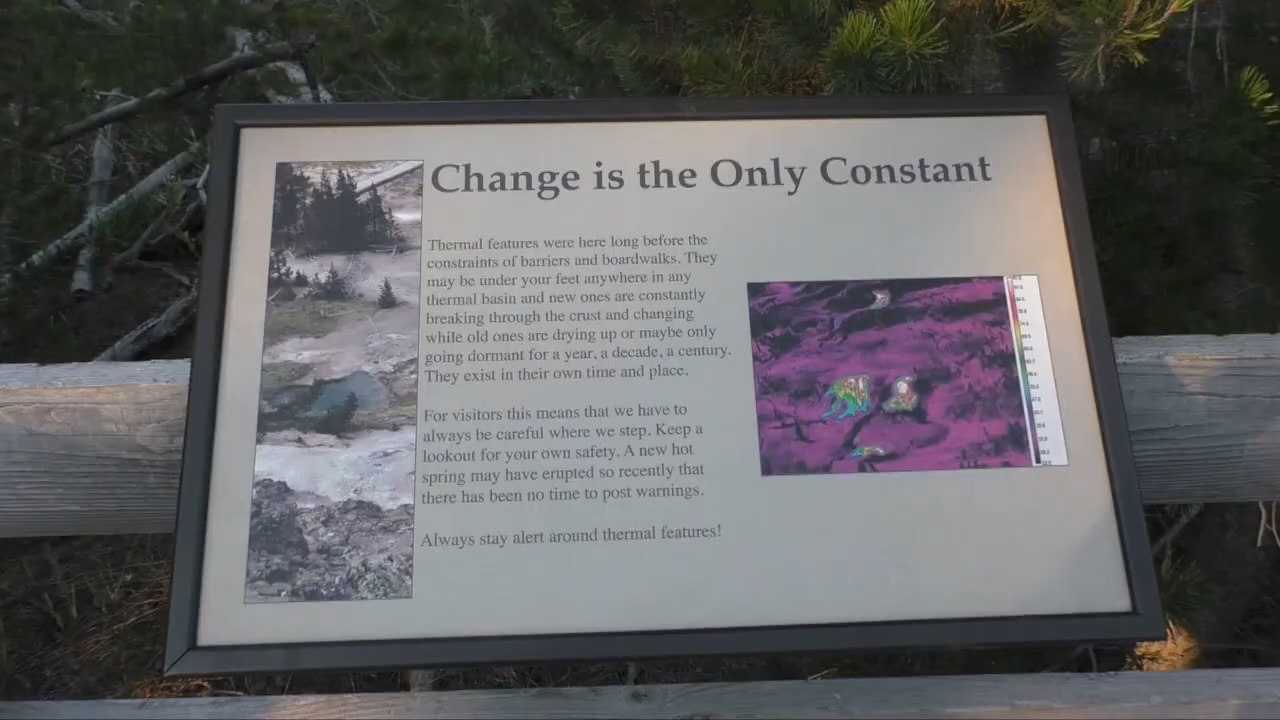 Change is the Only Constant
Thermal features were here long before the
constraints of barriers and boardwalks. They
may be under your feet anywhere in any
thermal basin and new ones are constantly
breaking through the crust and changing
while old ones are drying up or maybe only
going dormant for a year, a decade, a century.
They exist in their own time and place.
For visitors this means that we have to
always be careful where we step. Keep a
lookout for your own safety. A new hot
spring may have erupted so recently that
there has been no time to post warnings.
Always stay alert around thermal features!